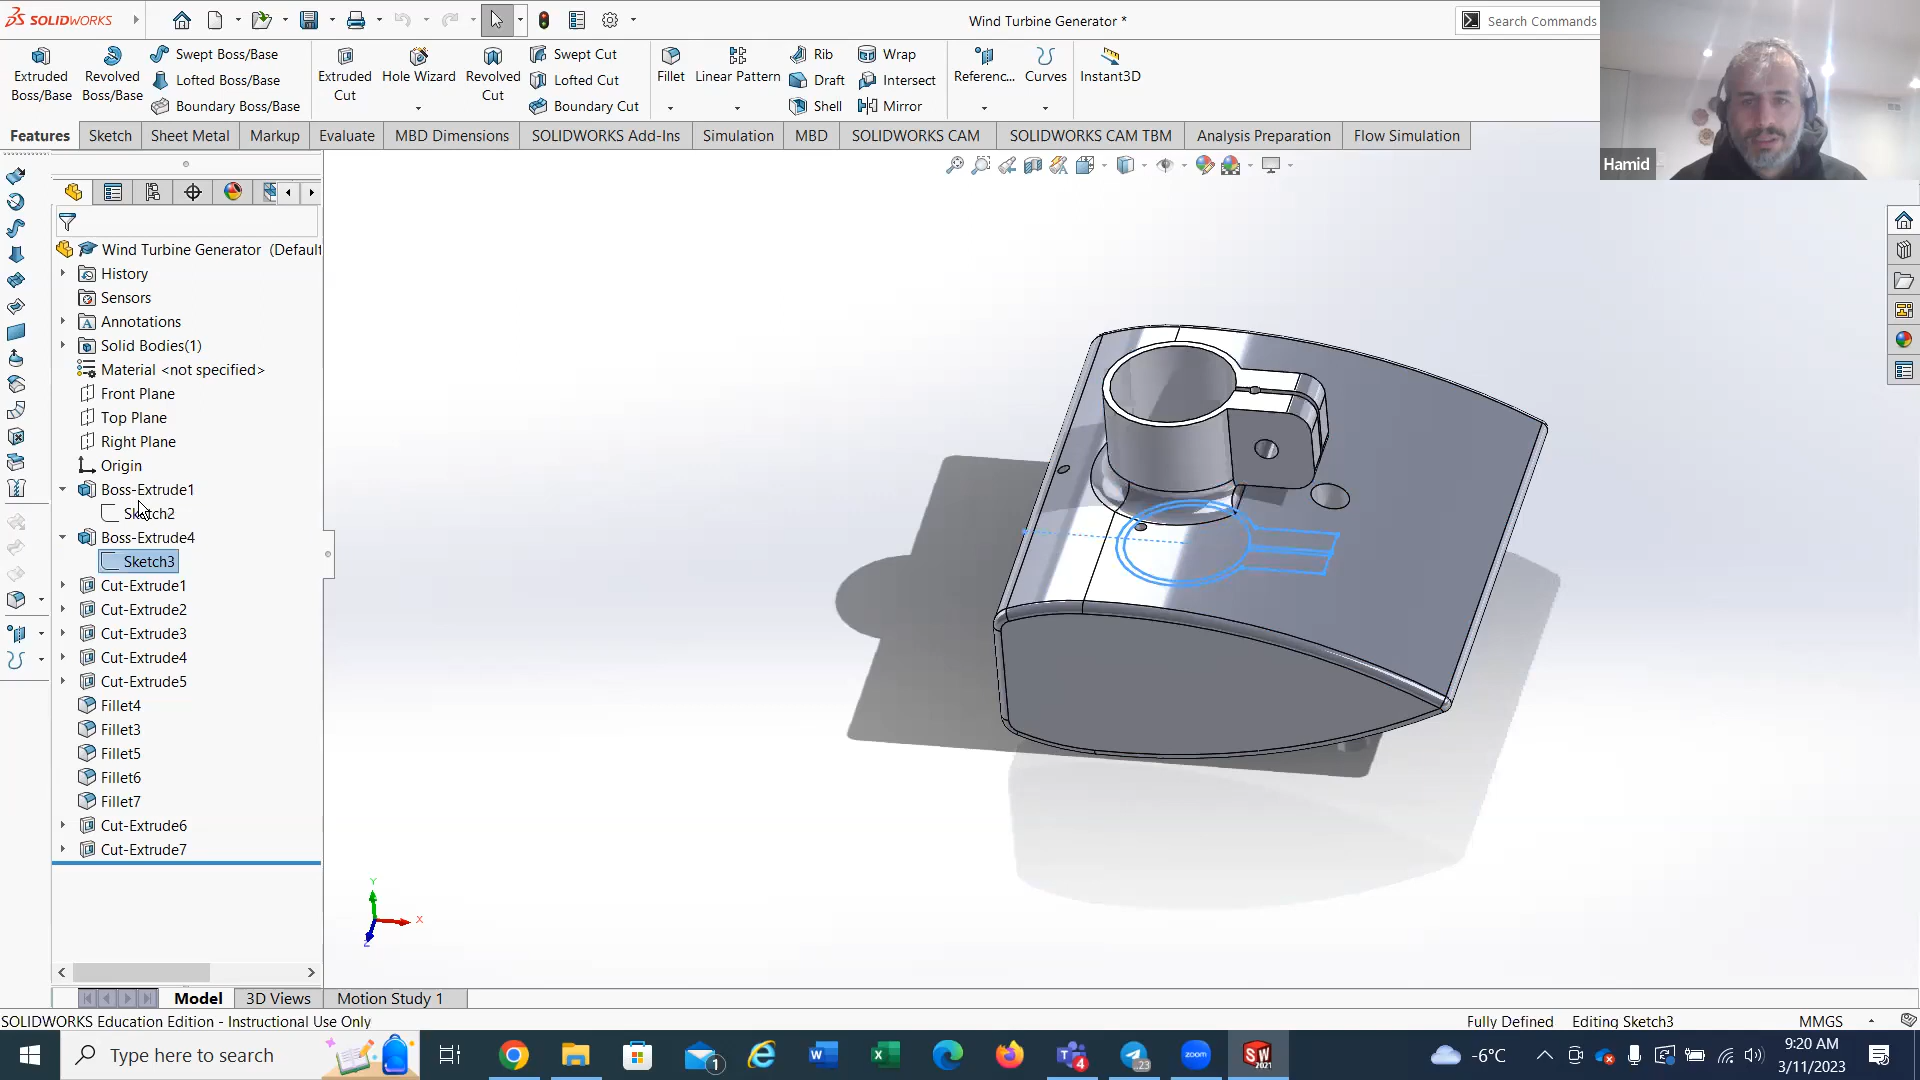 SOLIDWORKS
Wind Turbine Generator *
Search Commands
Extruded Boss/Base
Revolved Boss/Base
Swept Boss/Base
Lofted Boss/Base
Boundary Boss/Base
Extruded Cut
Hole Wizard
Revolved Cut
Swept Cut
Lofted Cut
Boundary Cut
Fillet
Linear Pattern
Rib
Draft
Shell
Wrap
Intersect
Mirror
Referenc...
Curves
Instant3D
Hamid
Features
Sketch
Sheet Metal
Markup
Evaluate
MBD Dimensions
SOLIDWORKS Add-Ins
Simulation
MBD
SOLIDWORKS CAM
SOLIDWORKS CAM TBM
Analysis Preparation
Flow Simulation
Wind Turbine Generator (Default
History
Sensors
Annotations
Solid Bodies(1)
Material <not specified>
Front Plane
Top Plane
Right Plane
Origin
Boss-Extrude1
Sketch2
Boss-Extrude4
Sketch3
Cut-Extrude1
Cut-Extrude2
Cut-Extrude3
Cut-Extrude4
Cut-Extrude5
Fillet4
Fillet3
Fillet5
Fillet6
Fillet7
Cut-Extrude6
Cut-Extrude7
Y
X
Z
Model
3D Views
Motion Study 1
SOLIDWORKS Education Edition - Instructional Use Only
Fully Defined
Editing Sketch3
MMGS
Type here to search
1
zoom
4
23
SW
2021
-6°C
9:20 AM
3/11/2023